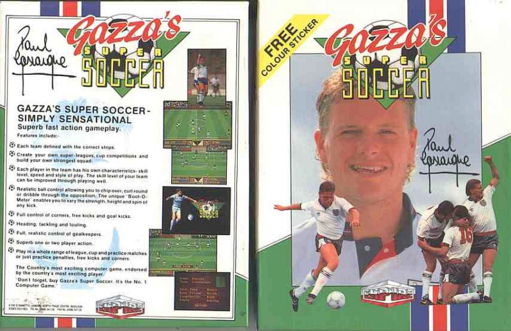 Paul Gascoigne
Gazza's
SUPER
SOCCER
GAZZA'S SUPER SOCCER-
SIMPLY SENSATIONAL
Superb fast action gameplay.
Features include:-
Each team defined with the correct strips.
Create your own super-leagues, cup competitions and
build your own strongest squad.
Each player in the team has his own characteristics- skill
level, speed and style of play. The skill level of your team
can be improved through playing well.
Realistic ball control allowing you to chip over, curl round
or dribble through the opposition; The unique "Boot-O-
Meter" enables you to vary the strength, height and spin of
any kick.
Full control of corners, free kicks and goal kicks.
Heading, tackling and fouling.
Full, realistic control of goalkeepers.
Superb one or two player action.
Play in a whole range of league, cup and practice matches
or just practice penalties, free kicks and corners.
The Country's most exciting computer game, endorsed
by the country's most exciting player.
Don't forget, buy Gazza's Super Soccer. It's the No. 1
Computer Game.
FREE
COLOUR STICKER
Gazza's
SUPER
SOCCER
Paul Gascoigne